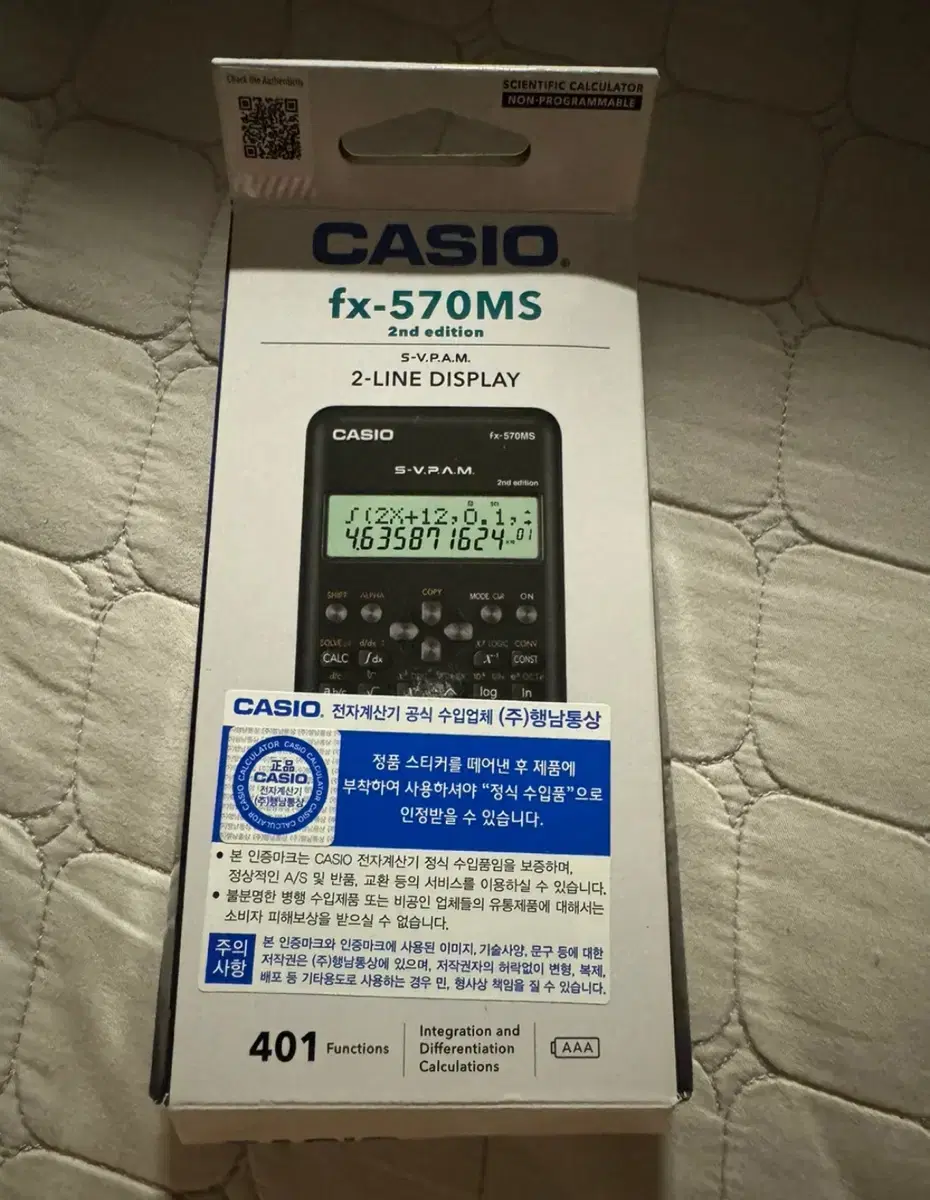 Check the Authenticity
SCIENTIFIC CALCULATOR
NON-PROGRAMMABLE
CASIO®
fx-570MS
2nd edition
S-V.P.A.M.
2-LINE DISPLAY
CASIO
fx-570MS
S-V.P.A.M.
2nd edition
∫(2X+12,0.1,
4.635871624 01
SHIFT ALPHA COPY MODE CLR ON
SOLVE = d/dx : X! LOGIC CONV
CALC ∫dx X⁻¹ CONST
d/c
a b/c √ log ln
CASIO. 전자계산기 공식 수입업체 (주)행남통상
CALCULATOR CASIO CALCULATOR CASIO CALCULATOR CASIO
正品
CASIO
전자계산기
(주)행남통상
정품 스티커를 떼어낸 후 제품에
부착하여 사용하셔야 “정식 수입품”으로
인정받을 수 있습니다.
• 본 인증마크는 CASIO 전자계산기 정식 수입품임을 보증하며,
정상적인 A/S 및 반품, 교환 등의 서비스를 이용하실 수 있습니다.
• 불분명한 병행 수입제품 또는 비공인 업체들의 유통제품에 대해서는
소비자 피해보상을 받으실 수 없습니다.
주의
사항
본 인증마크와 인증마크에 사용된 이미지, 기술사양, 문구 등에 대한
저작권은 (주)행남통상에 있으며, 저작권자의 허락없이 변형, 복제,
배포 등 기타용도로 사용하는 경우 민, 형사상 책임을 질 수 있습니다.
401 Functions
Integration and
Differentiation
Calculations
AAA